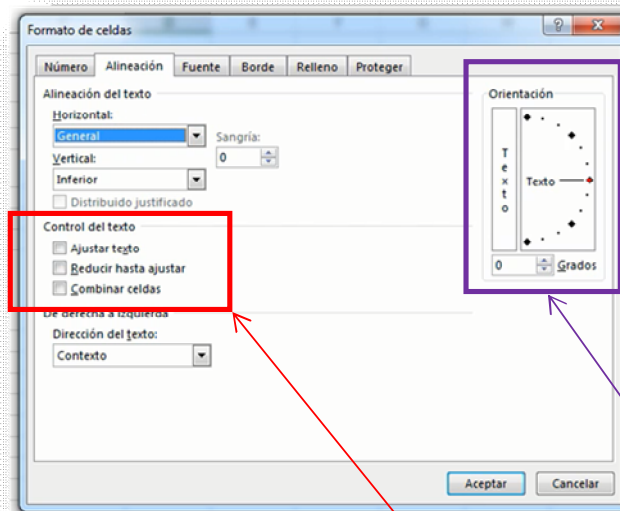 Formato de celdas
Número Alineación Fuente Borde Relleno Proteger
Alineación del texto
Horizontal:
General
Sangría:
Vertical:
0
Inferior
Distribuido justificado
Control del texto
Ajustar texto
Reducir hasta ajustar
Combinar celdas
De derecha a izquierda
Dirección del texto:
Contexto
Orientación
Texto
Texto
0 Grados
Aceptar Cancelar